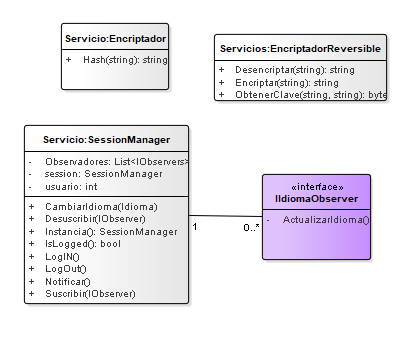 Servicio:Encriptador
+ Hash(string): string
Servicios:EncriptadorReversible
+ Desencriptar(string): string
+ Encriptar(string): string
+ ObtenerClave(string, string): byte
Servicio:SessionManager
- Observadores: List<IObservers>
- session: SessionManager
- usuario: int
+ CambiarIdioma(Idioma)
+ Desuscribir(IObserver)
+ Instancia(): SessionManager
+ IsLogged(): bool
+ LogIN()
+ LogOut()
+ Notificar()
+ Suscribir(IObserver)
1
0..*
«interface»
IIdiomaObserver
- ActualizarIdioma()